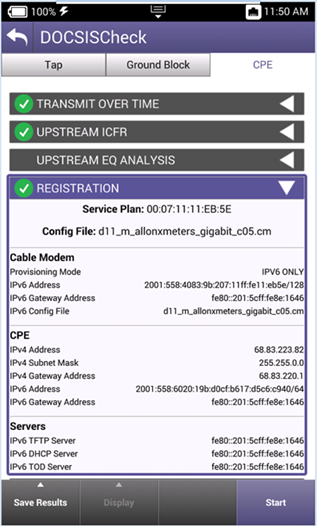 100%
11:50 AM
DOCSISCheck
Tap
Ground Block
CPE
TRANSMIT OVER TIME
UPSTREAM ICFR
UPSTREAM EQ ANALYSIS
REGISTRATION
Service Plan: 00:07:11:11:EB:5E
Config File: d11_m_allonxmeters_gigabit_c05.cm
Cable Modem
Provisioning Mode IPV6 ONLY
IPv6 Address 2001:558:4083:9b:207:11ff:fe11:eb5e/128
IPv6 Gateway Address fe80::201:5cff:fe8e:1646
IPv6 Config File d11_m_allonxmeters_gigabit_c05.cm
CPE
IPv4 Address 68.83.223.82
IPv4 Subnet Mask 255.255.0.0
IPv4 Gateway Address 68.83.220.1
IPv6 Address 2001:558:6020:19b:d0cf:b617:d5c6:c940/64
IPv6 Gateway Address fe80::201:5cff:fe8e:1646
Servers
IPv6 TFTP Server fe80::201:5cff:fe8e:1646
IPv6 DHCP Server fe80::201:5cff:fe8e:1646
IPv6 TOD Server fe80::201:5cff:fe8e:1646
Save Results
Display
Start